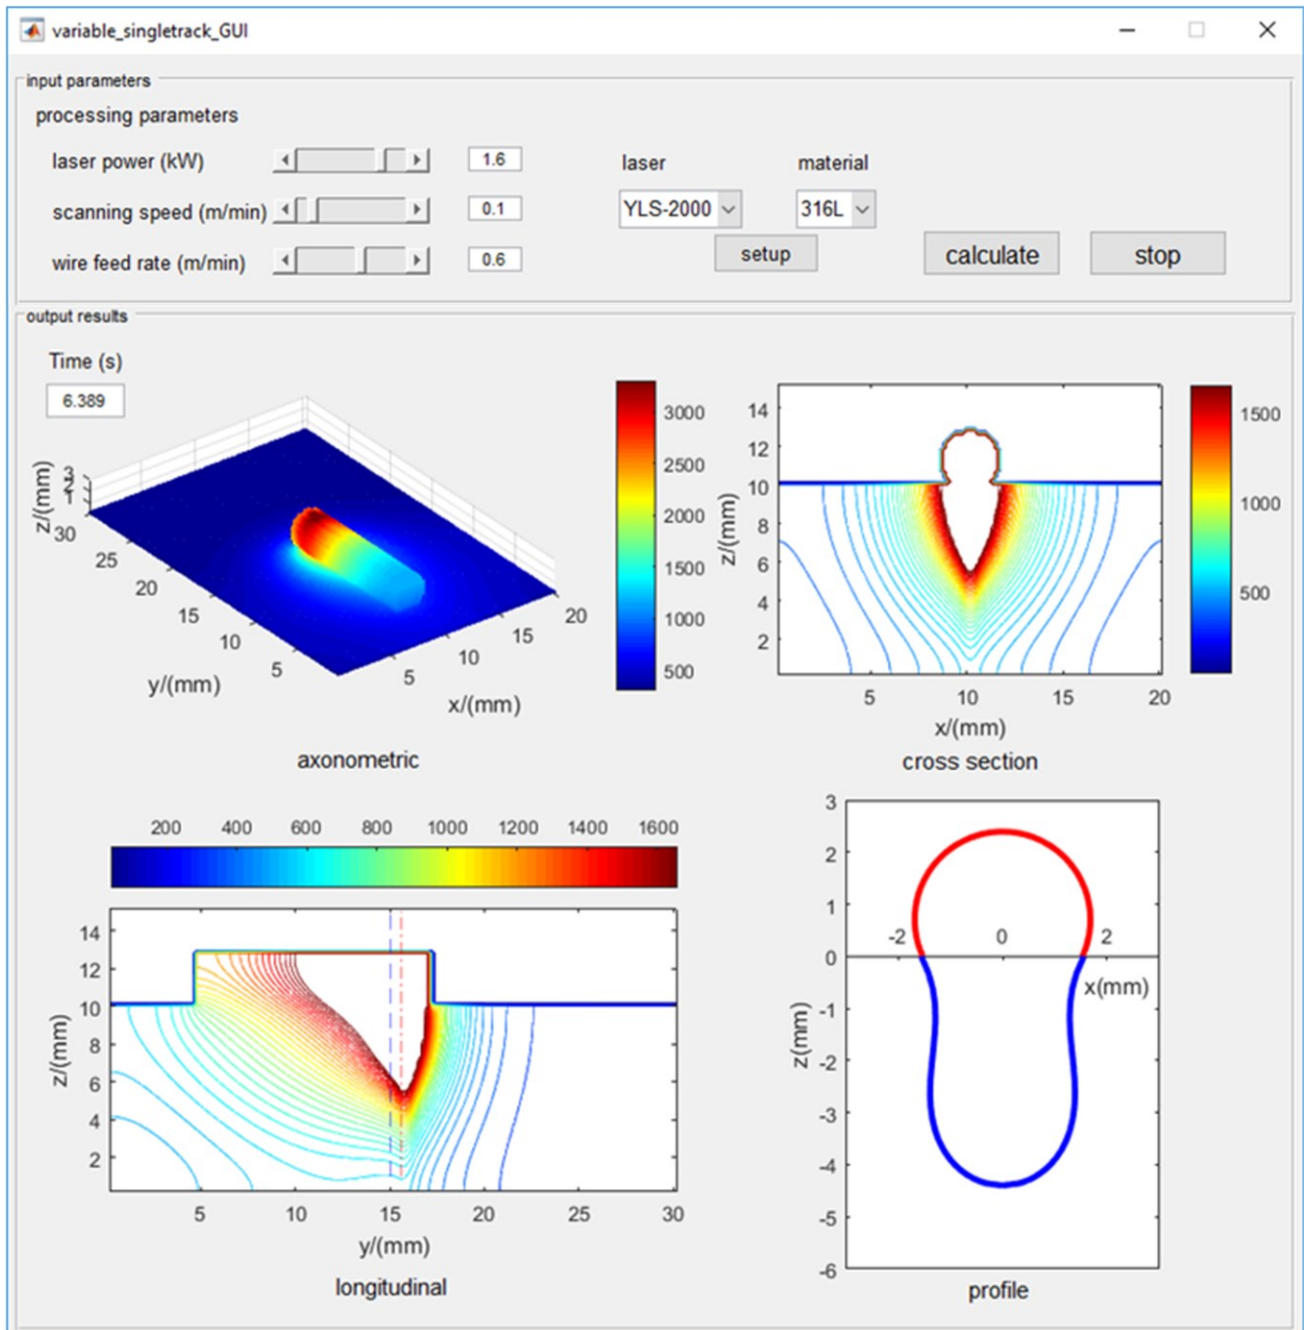 variable_singletrack_GUI
input parameters
processing parameters
laser power (kW) 1.6
scanning speed (m/min) 0.1
wire feed rate (m/min) 0.6
laser material
YLS-2000 316L
setup calculate stop
output results
Time (s)
6.389
z/(mm)
3
2
1
30
25
20
15
10
5
y/(mm)
5
10
15
20
x/(mm)
3000
2500
2000
1500
1000
500
axonometric
14
12
10
8
6
4
2
z/(mm)
5 10 15 20
x/(mm)
1500
1000
500
cross section
200 400 600 800 1000 1200 1400 1600
14
12
10
8
6
4
2
z/(mm)
5 10 15 20 25 30
y/(mm)
longitudinal
3
2
1
0
-1
-2
-3
-4
-5
-6
z(mm)
-2 0 2
x(mm)
profile